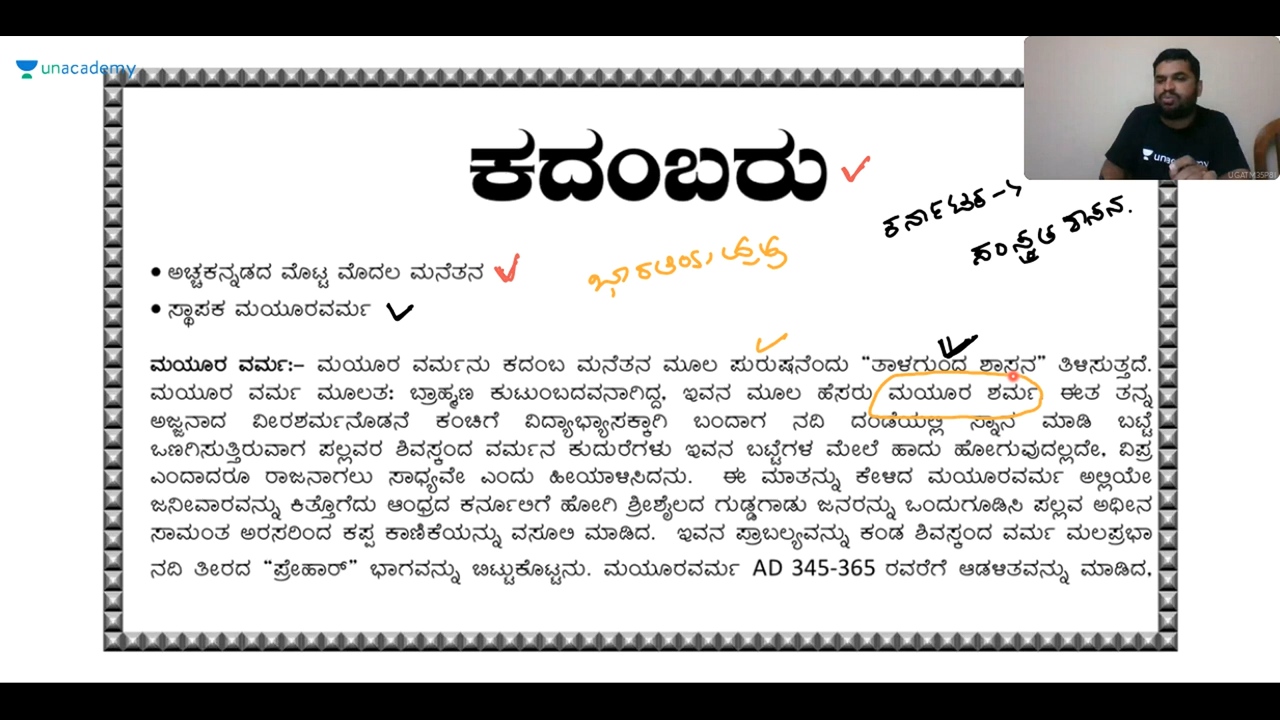 unacademy
ಕದಂಬರು
unacademy
UGATM35P8I
ಕರ್ನಾಟಕ →
ಸಂಸ್ಕೃತ ಶಾಸನ.
• ಅಚ್ಚಕನ್ನಡದ ಮೊಟ್ಟ ಮೊದಲ ಮನೆತನ
• ಸ್ಥಾಪಕ ಮಯೂರವರ್ಮ
ಮಯೂರ ವರ್ಮ:– ಮಯೂರ ವರ್ಮನು ಕದಂಬ ಮನೆತನ ಮೂಲ ಪುರುಷನೆಂದು “ತಾಳಗುಂದ ಶಾಸನ” ತಿಳಿಸುತ್ತದೆ.
ಮಯೂರ ವರ್ಮ ಮೂಲತ: ಬ್ರಾಹ್ಮಣ ಕುಟುಂಬದವನಾಗಿದ್ದ, ಇವನ ಮೂಲ ಹೆಸರು ಮಯೂರ ಶರ್ಮ ಈತ ತನ್ನ
ಅಜ್ಜನಾದ ವೀರಶರ್ಮನೊಡನೆ ಕಂಚಿಗೆ ವಿದ್ಯಾಭ್ಯಾಸಕ್ಕಾಗಿ ಬಂದಾಗ ನದಿ ದಂಡೆಯಲ್ಲಿ ಸ್ನಾನ ಮಾಡಿ ಬಟ್ಟೆ
ಒಣಗಿಸುತ್ತಿರುವಾಗ ಪಲ್ಲವರ ಶಿವಸ್ಕಂದ ವರ್ಮನ ಕುದುರೆಗಳು ಇವನ ಬಟ್ಟೆಗಳ ಮೇಲೆ ಹಾದು ಹೋಗುವುದಲ್ಲದೇ, ವಿಪ್ರ
ಎಂದಾದರೂ ರಾಜನಾಗಲು ಸಾಧ್ಯವೇ ಎಂದು ಹೀಯಾಳಿಸಿದನು. ಈ ಮಾತನ್ನು ಕೇಳಿದ ಮಯೂರವರ್ಮ ಅಲ್ಲಿಯೇ
ಜನೀವಾರವನ್ನು ಕಿತ್ತೊಗೆದು ಆಂಧ್ರದ ಕರ್ನೂಲಿಗೆ ಹೋಗಿ ಶ್ರೀಶೈಲದ ಗುಡ್ಡಗಾಡು ಜನರನ್ನು ಒಂದುಗೂಡಿಸಿ ಪಲ್ಲವ ಅಧೀನ
ಸಾಮಂತ ಅರಸರಿಂದ ಕಪ್ಪ ಕಾಣಿಕೆಯನ್ನು ವಸೂಲಿ ಮಾಡಿದ. ಇವನ ಪ್ರಾಬಲ್ಯವನ್ನು ಕಂಡ ಶಿವಸ್ಕಂದ ವರ್ಮ ಮಲಪ್ರಭಾ
ನದಿ ತೀರದ “ಪ್ರೇಹಾರ್” ಭಾಗವನ್ನು ಬಿಟ್ಟುಕೊಟ್ಟನು. ಮಯೂರವರ್ಮ AD 345-365 ರವರೆಗೆ ಆಡಳಿತವನ್ನು ಮಾಡಿದ,